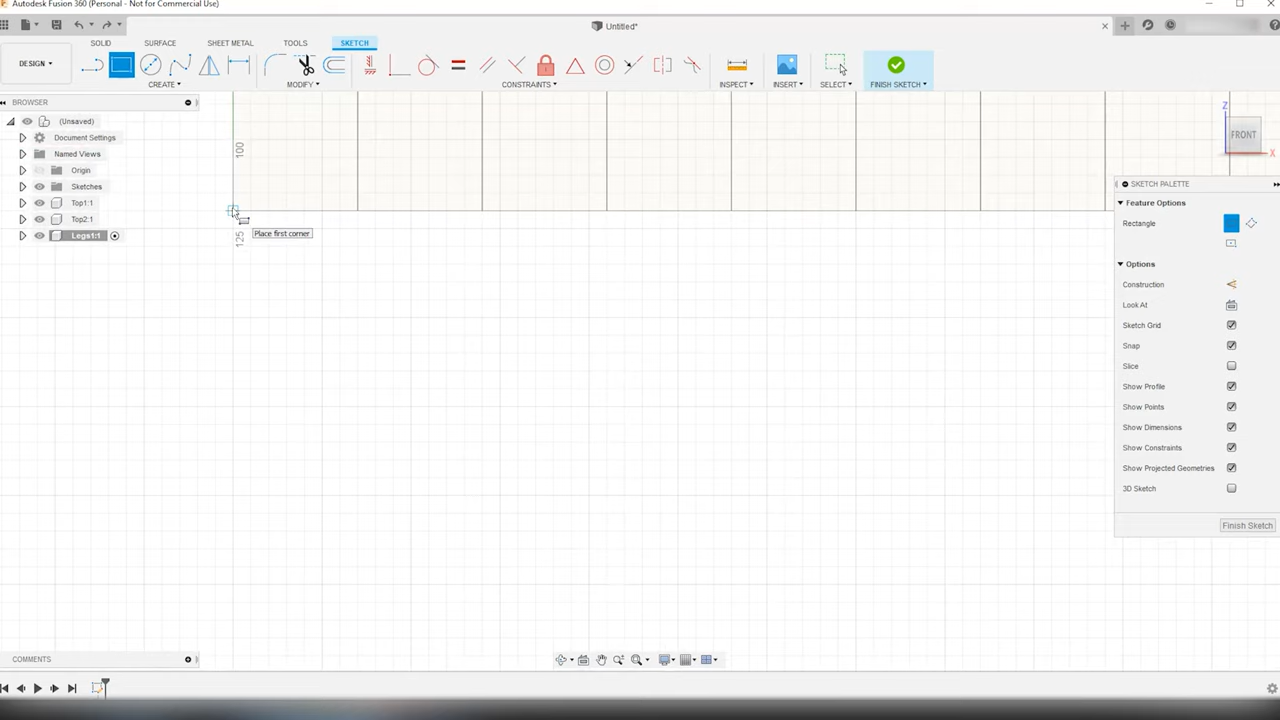 Autodesk Fusion 360 (Personal - Not for Commercial Use)
Untitled*
SOLID
SURFACE
SHEET METAL
TOOLS
SKETCH
DESIGN
CREATE
MODIFY
CONSTRAINTS
INSPECT
INSERT
SELECT
FINISH SKETCH
BROWSER
(Unsaved)
Document Settings
Named Views
Origin
Sketches
Top1:1
Top2:1
Legs1:1
100
125
Place first corner
Z
FRONT
X
SKETCH PALETTE
Feature Options
Rectangle
Options
Construction
Look At
Sketch Grid
Snap
Slice
Show Profile
Show Points
Show Dimensions
Show Constraints
Show Projected Geometries
3D Sketch
Finish Sketch
COMMENTS